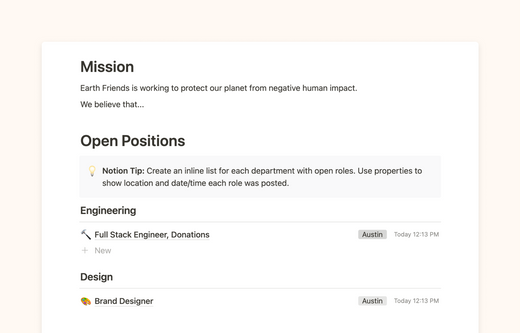 Mission
Earth Friends is working to protect our planet from negative human impact.
We believe that...
Open Positions
Notion Tip: Create an inline list for each department with open roles. Use properties to
show location and date/time each role was posted.
Engineering
Full Stack Engineer, Donations Austin Today 12:13 PM
+ New
Design
Brand Designer Austin Today 12:13 PM